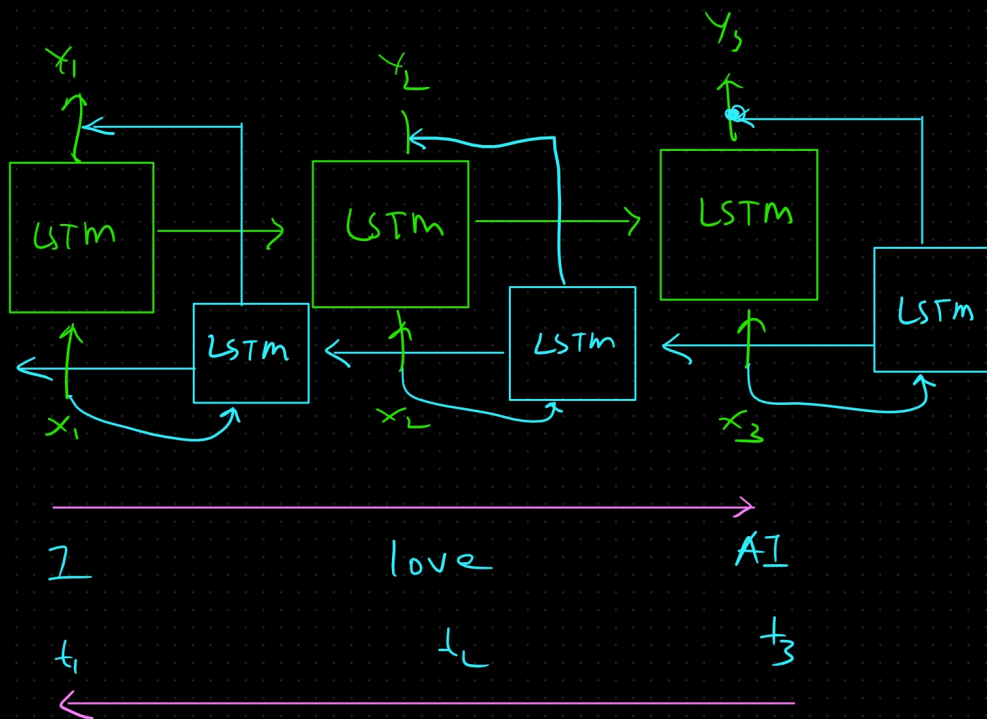 Y1 Y2 Y3
LSTM LSTM LSTM
LSTM LSTM LSTM
X1 X2 X3
I love AI
t1 t2 t3